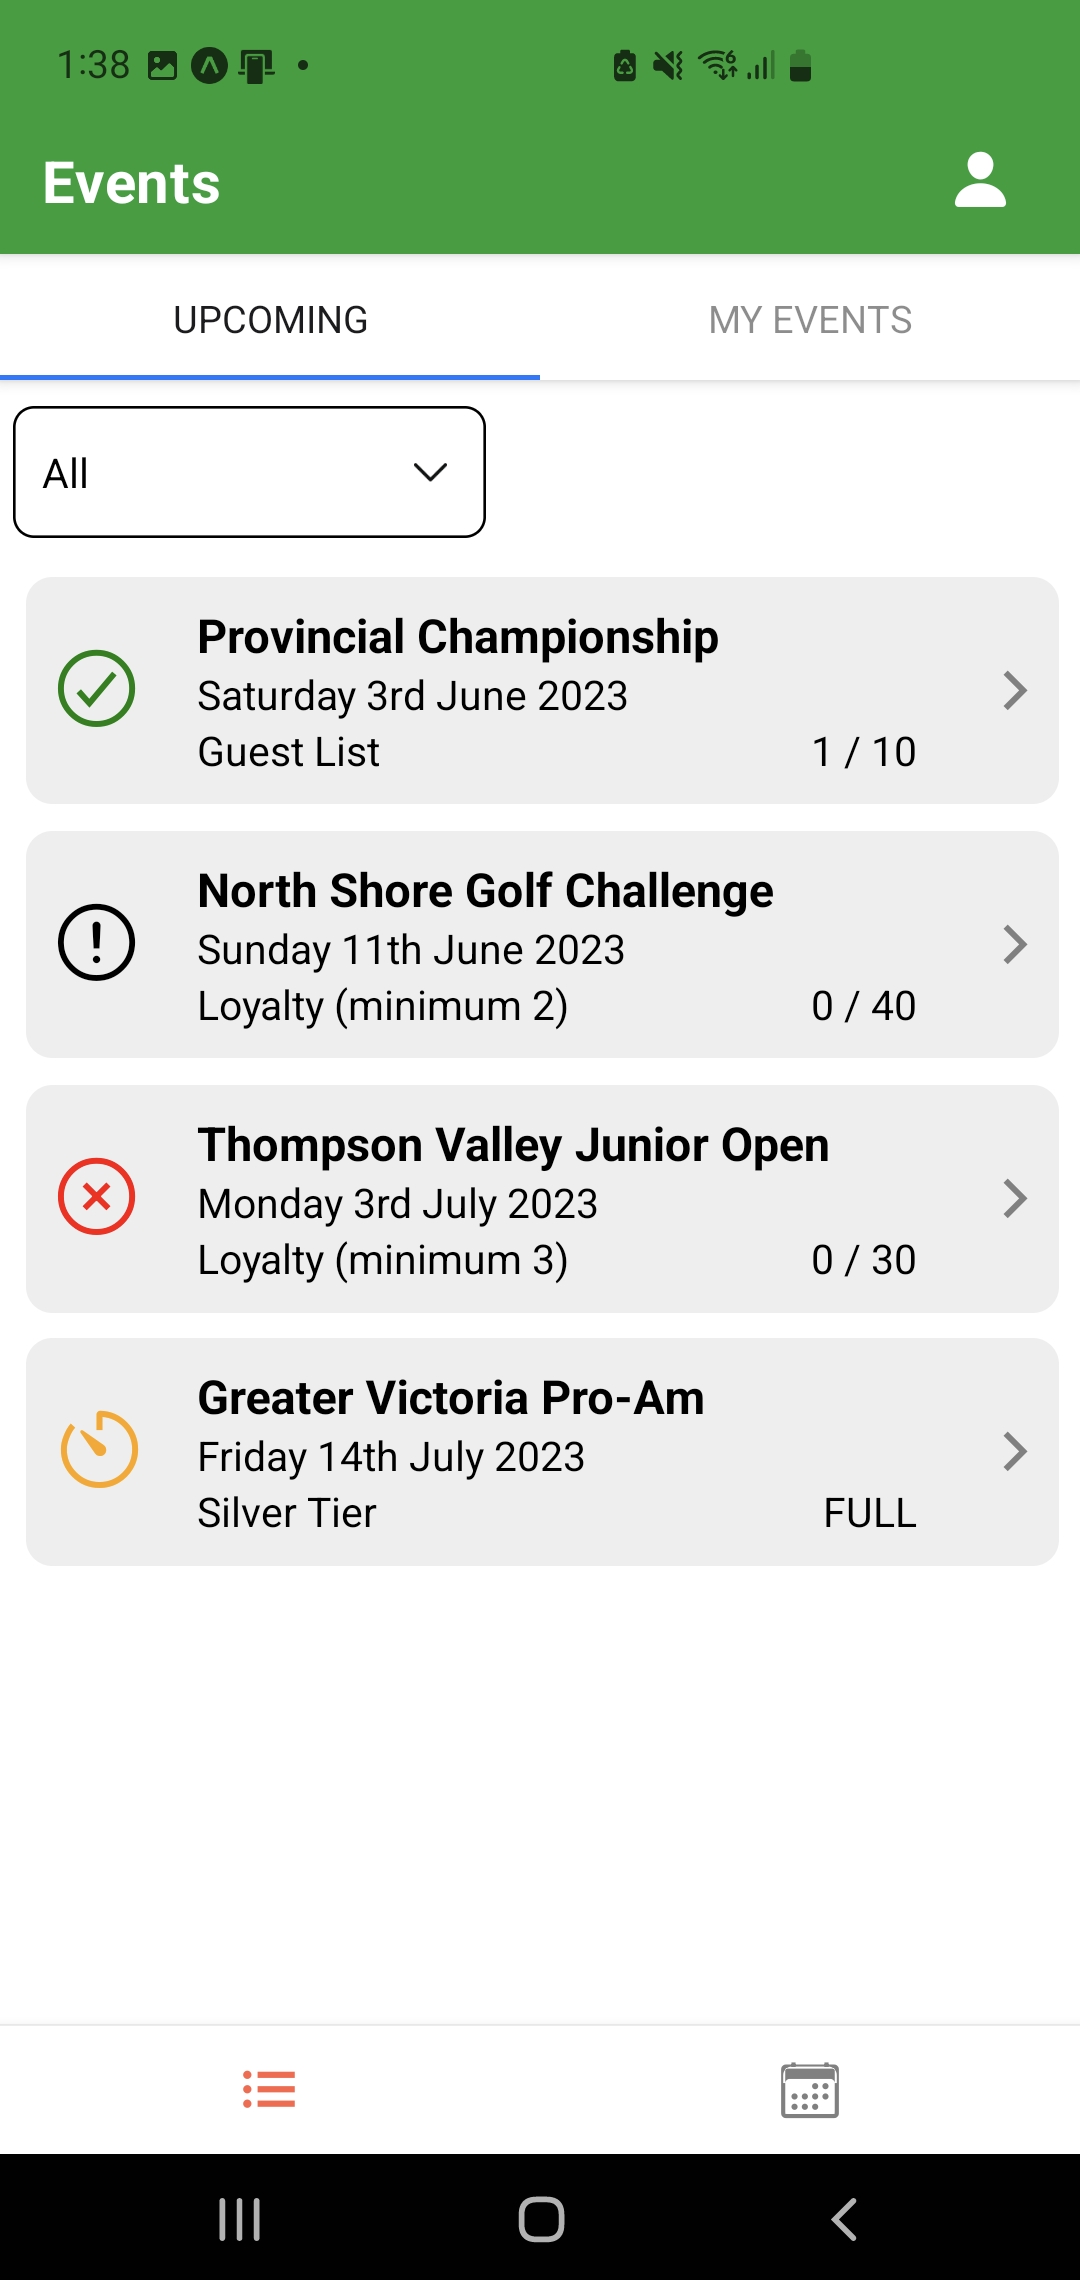 1:38
Events
UPCOMING
MY EVENTS
All
Provincial Championship
Saturday 3rd June 2023
Guest List 1 / 10
North Shore Golf Challenge
Sunday 11th June 2023
Loyalty (minimum 2) 0 / 40
Thompson Valley Junior Open
Monday 3rd July 2023
Loyalty (minimum 3) 0 / 30
Greater Victoria Pro-Am
Friday 14th July 2023
Silver Tier FULL